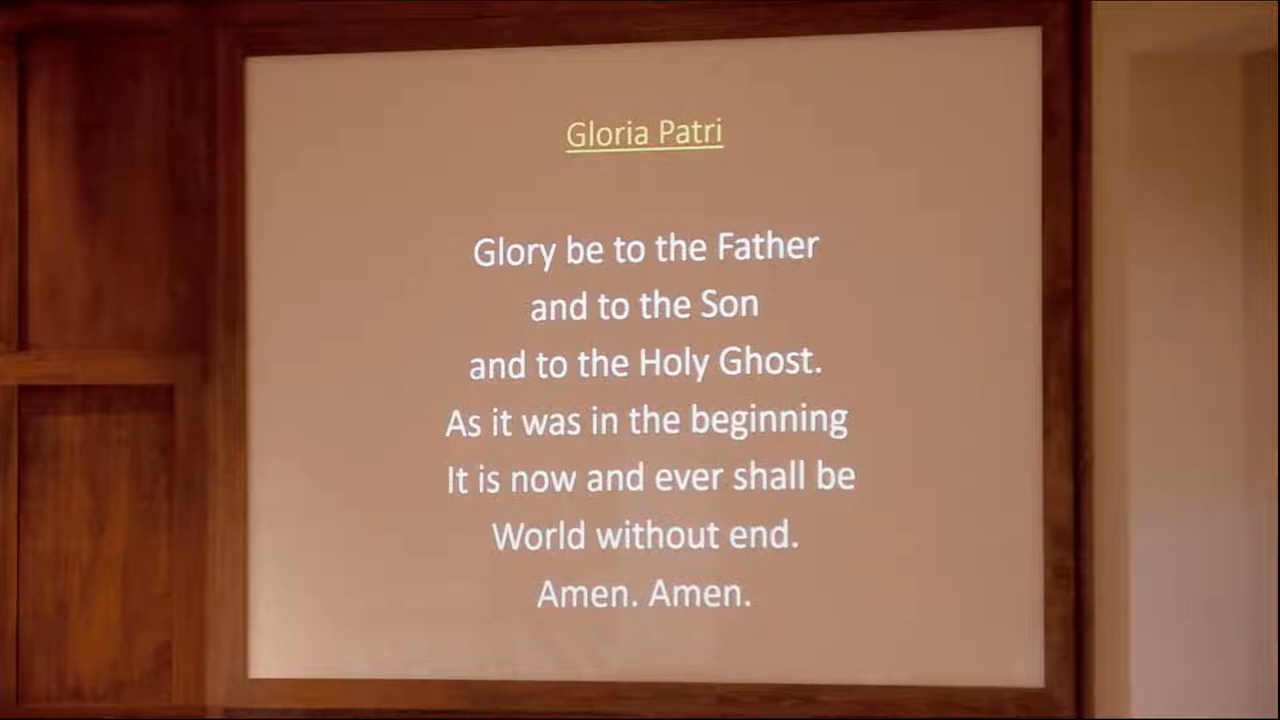 Gloria Patri
Glory be to the Father
and to the Son
and to the Holy Ghost.
As it was in the beginning
It is now and ever shall be
World without end.
Amen. Amen.